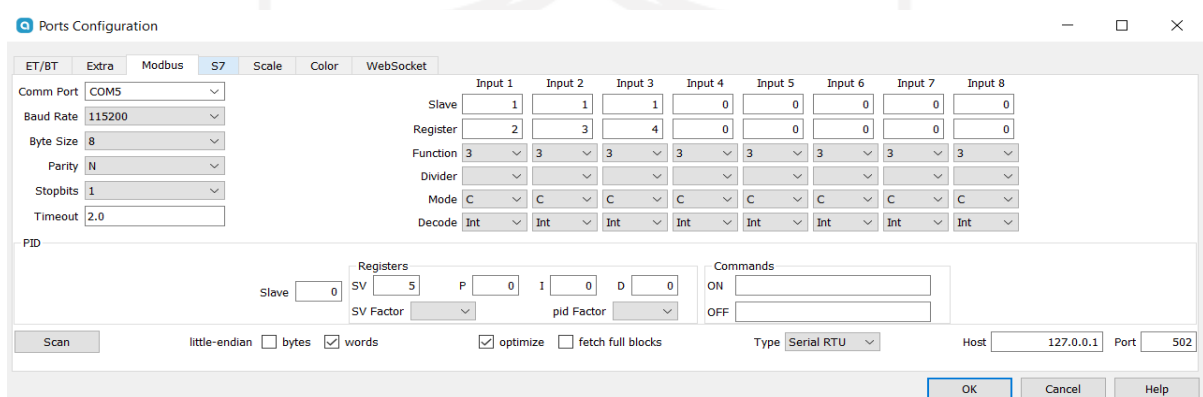 Ports Configuration
ET/BT Extra Modbus S7 Scale Color WebSocket
Input 1 Input 2 Input 3 Input 4 Input 5 Input 6 Input 7 Input 8
Comm Port COM5
Slave 1 1 1 0 0 0 0 0
Baud Rate 115200
Register 2 3 4 0 0 0 0 0
Byte Size 8
Function 3 3 3 3 3 3 3 3
Parity N
Divider
Stopbits 1
Mode C C C C C C C C
Timeout 2.0
Decode Int Int Int Int Int Int Int Int
PID
Registers Commands
Slave 0 SV 5 P 0 I 0 D 0 ON
SV Factor pid Factor OFF
Scan little-endian bytes words optimize fetch full blocks Type Serial RTU Host 127.0.0.1 Port 502
OK Cancel Help